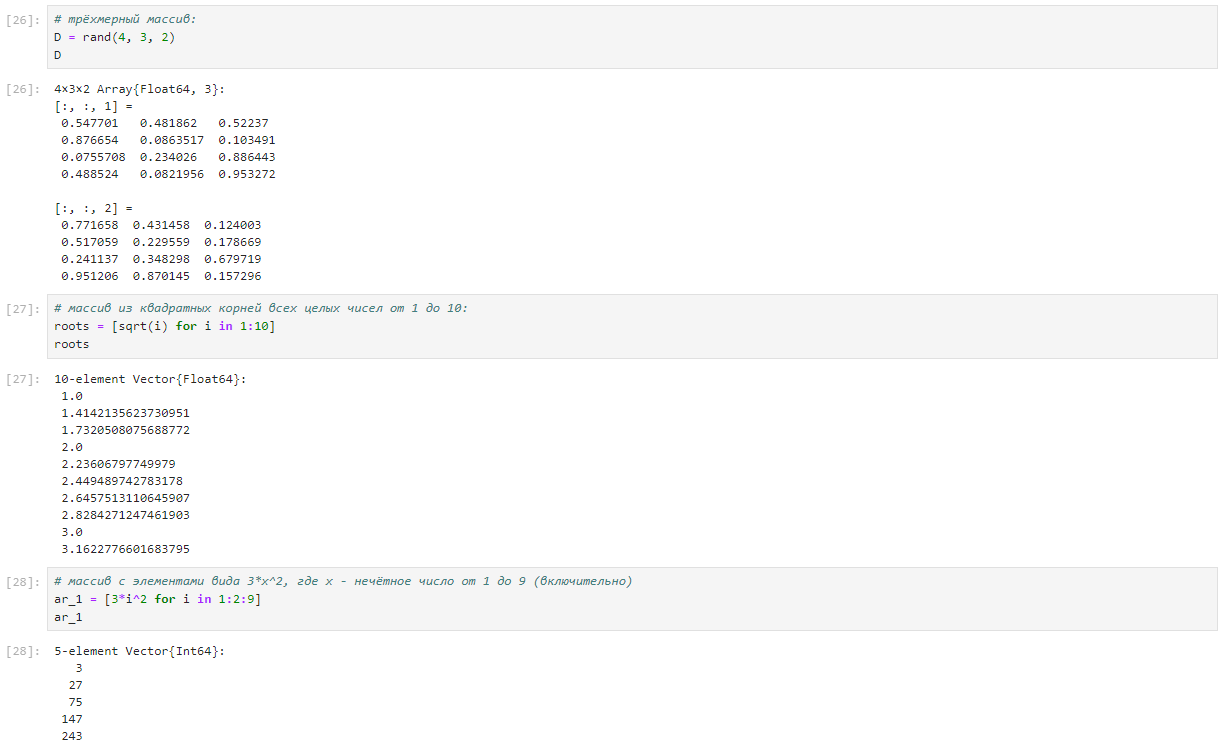 [26]: # трёхмерный массив:
D = rand(4, 3, 2)
D
[26]: 4×3×2 Array{Float64, 3}:
[:, :, 1] =
 0.547701   0.481862   0.52237
 0.876654   0.0863517  0.103491
 0.0755708  0.234026   0.886443
 0.488524   0.0821956  0.953272
[:, :, 2] =
 0.771658  0.431458  0.124003
 0.517059  0.229559  0.178669
 0.241137  0.348298  0.679719
 0.951206  0.870145  0.157296
[27]: # массив из квадратных корней всех целых чисел от 1 до 10:
roots = [sqrt(i) for i in 1:10]
roots
[27]: 10-element Vector{Float64}:
 1.0
 1.4142135623730951
 1.7320508075688772
 2.0
 2.23606797749979
 2.449489742783178
 2.6457513110645907
 2.8284271247461903
 3.0
 3.1622776601683795
[28]: # массив с элементами вида 3*x^2, где x - нечётное число от 1 до 9 (включительно)
ar_1 = [3*i^2 for i in 1:2:9]
ar_1
[28]: 5-element Vector{Int64}:
   3
  27
  75
 147
 243